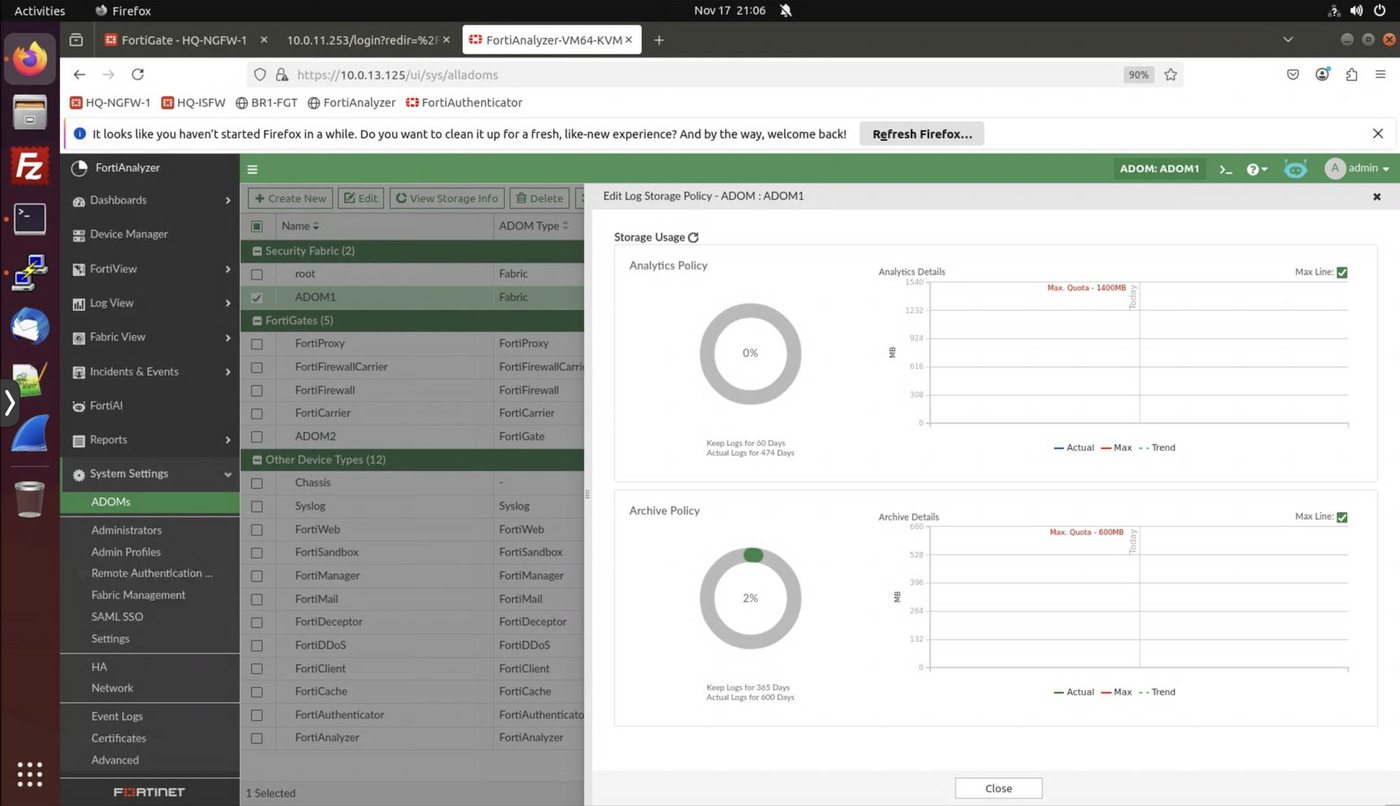 Activities
Firefox
Nov 17 21:06
FortiGate - HQ-NGFW-1
10.0.11.253/login?redir=%2F
FortiAnalyzer-VM64-KVM
https://10.0.13.125/ui/sys/alladoms
90%
HQ-NGFW-1
HQ-ISFW
BR1-FGT
FortiAnalyzer
FortiAuthenticator
It looks like you haven't started Firefox in a while. Do you want to clean it up for a fresh, like-new experience? And by the way, welcome back!
Refresh Firefox...
FortiAnalyzer
ADOM: ADOM1
A
admin
Dashboards
Device Manager
FortiView
Log View
Fabric View
Incidents & Events
FortiAI
Reports
System Settings
ADOMs
Administrators
Admin Profiles
Remote Authentication ...
Fabric Management
SAML SSO
Settings
HA
Network
Event Logs
Certificates
Advanced
FORTINET
Create New
Edit
View Storage Info
Delete
Name
ADOM Type
Security Fabric (2)
root Fabric
ADOM1 Fabric
FortiGates (5)
FortiProxy FortiProxy
FortiFirewallCarrier FortiFirewallCarrie
FortiFirewall FortiFirewall
FortiCarrier FortiCarrier
ADOM2 FortiGate
Other Device Types (12)
Chassis -
Syslog Syslog
FortiWeb FortiWeb
FortiSandbox FortiSandbox
FortiManager FortiManager
FortiMail FortiMail
FortiDeceptor FortiDeceptor
FortiDDoS FortiDDoS
FortiClient FortiClient
FortiCache FortiCache
FortiAuthenticator FortiAuthenticato
FortiAnalyzer FortiAnalyzer
1 Selected
Edit Log Storage Policy - ADOM : ADOM1
Storage Usage
Analytics Policy
0%
Keep Logs for 60 Days
Actual Logs for 474 Days
Analytics Details
Max Line:
Max. Quota - 1400MB
Today
MB
1540
1232
924
616
308
0
Actual Max Trend
Archive Policy
2%
Keep Logs for 365 Days
Actual Logs for 600 Days
Archive Details
Max Line:
Max. Quota - 600MB
Today
MB
660
528
396
264
132
0
Actual Max Trend
Close